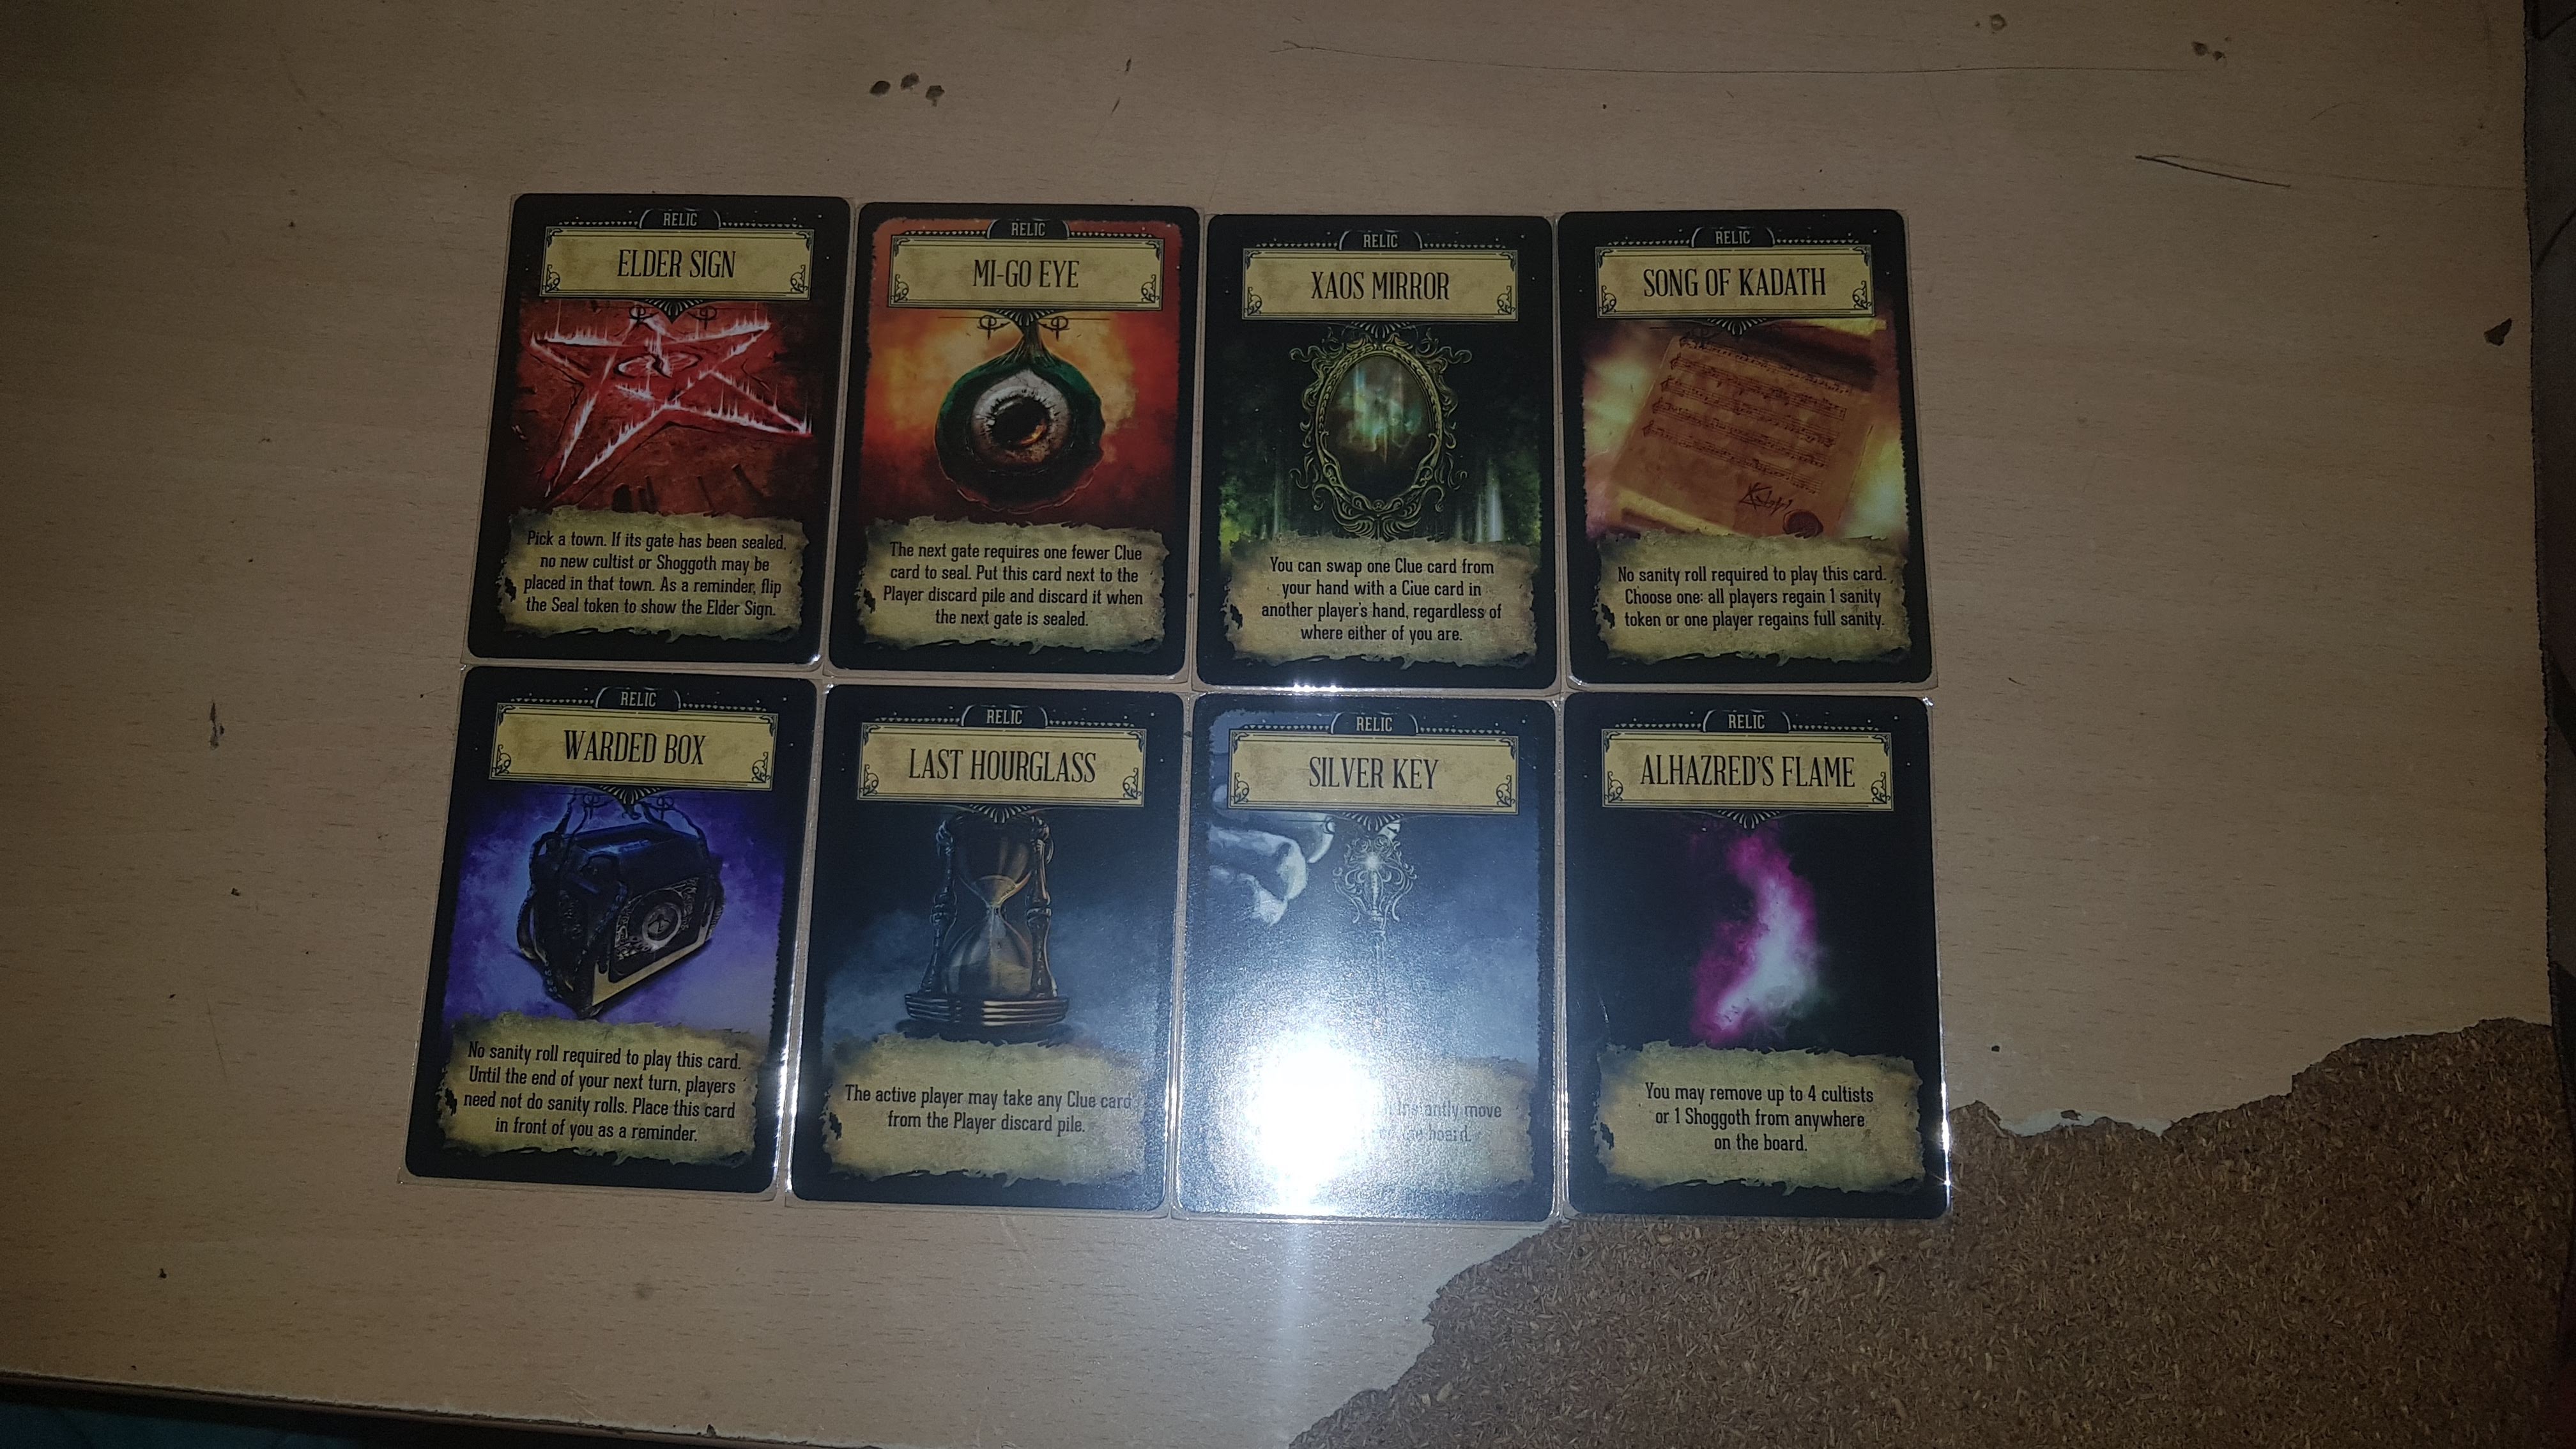 RELIC
ELDER SIGN
Pick a town. If its gate has been sealed,
no new cultist or Shoggoth may be
placed in that town. As a reminder, flip
the Seal token to show the Elder Sign.
RELIC
MI-GO EYE
The next gate requires one fewer Clue
card to seal. Put this card next to the
Player discard pile and discard it when
the next gate is sealed.
RELIC
XAOS MIRROR
You can swap one Clue card from
your hand with a Clue card in
another player's hand, regardless of
where either of you are.
RELIC
SONG OF KADATH
No sanity roll required to play this card.
Choose one: all players regain 1 sanity
token or one player regains full sanity.
RELIC
WARDED BOX
No sanity roll required to play this card.
Until the end of your next turn, players
need not do sanity rolls. Place this card
in front of you as a reminder.
RELIC
LAST HOURGLASS
The active player may take any Clue card
from the Player discard pile.
RELIC
SILVER KEY
instantly move
board.
RELIC
ALHAZRED'S FLAME
You may remove up to 4 cultists
or 1 Shoggoth from anywhere
on the board.